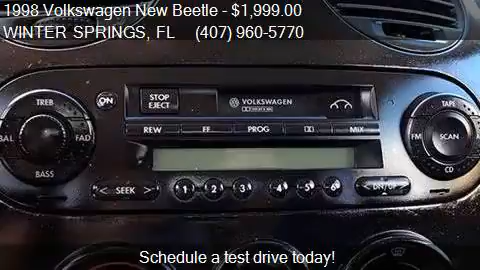 1998 Volkswagen New Beetle - $1,999.00
WINTER SPRINGS, FL (407) 960-5770
TREB
ON
STOP
EJECT
VOLKSWAGEN
TAPE
BAL
FAD
REW
FF
PROG
MIX
FM
SCAN
BASS
CD
SEEK
1 2 3 4 5 6
DN/UP
Schedule a test drive today!